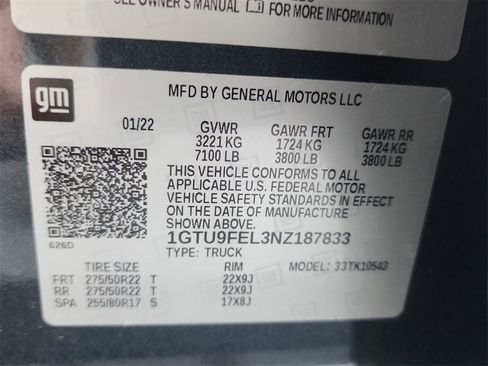 SEE OWNER'S MANUAL FOR MORE INFORMATION
gm
MFD BY GENERAL MOTORS LLC
01/22 GVWR GAWR FRT GAWR RR
3221 KG 1724 KG 1724 KG
7100 LB 3800 LB 3800 LB
THIS VEHICLE CONFORMS TO ALL
APPLICABLE U.S. FEDERAL MOTOR
VEHICLE SAFETY STANDARDS IN EFFECT
ON THE DATE OF MANUFACTURE
SHOWN ABOVE.
626D
1GTU9FEL3NZ187833
TYPE: TRUCK MODEL: 33TK10543
TIRE SIZE RIM
FRT 275/50R22 T 22X9J
RR 275/50R22 T 22X9J
SPA 255/80R17 S 17X8J